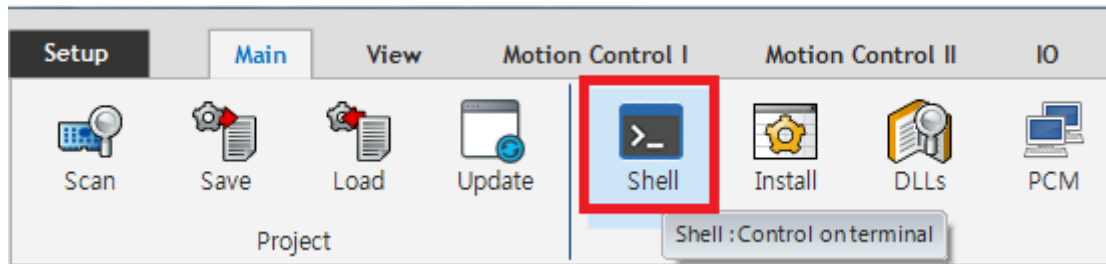 Setup Main View Motion Control I Motion Control II IO
Scan Save Load Update Shell Install DLLs PCM
Project
Shell : Control on terminal